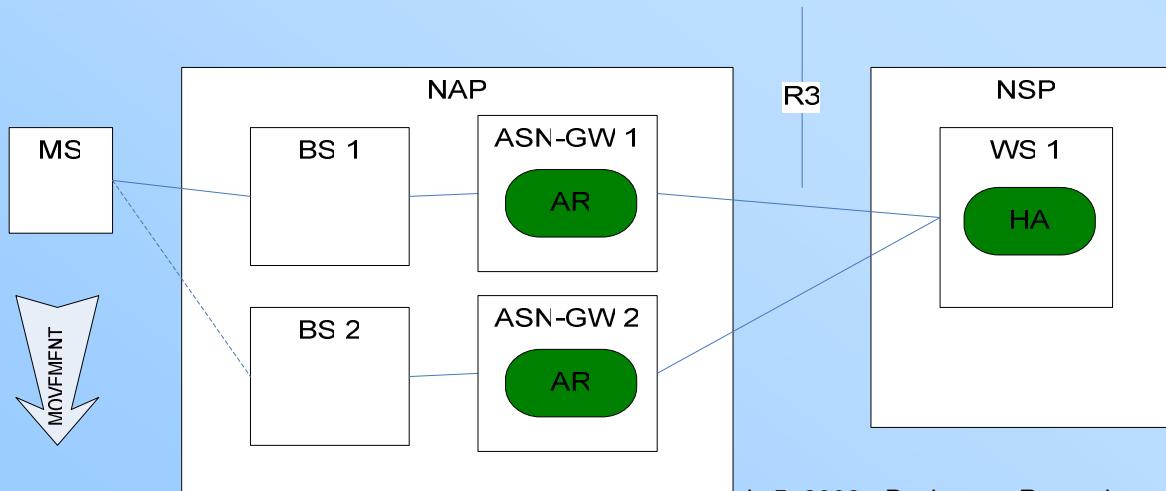 NAP
R3
NSP
MS
BS 1
ASN-GW 1
AR
WS 1
HA
BS 2
ASN-GW 2
AR
MOVEMENT